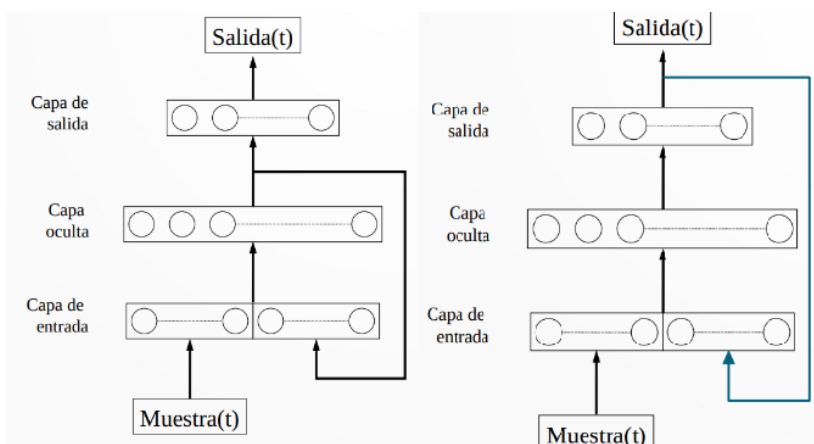 Salida(t)
Capa de
salida
Capa
oculta
Capa de
entrada
Muestra(t)
Salida(t)
Capa de
salida
Capa
oculta
Capa de
entrada
Muestra(t)